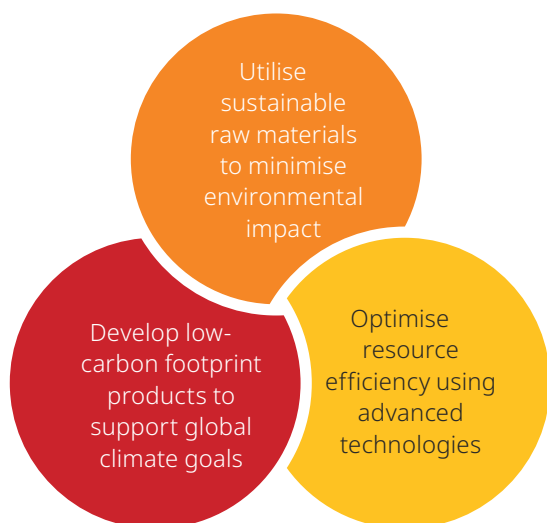 Utilise
sustainable
raw materials
to minimise
environmental
impact
Develop low-
carbon footprint
products to
support global
climate goals
Optimise
resource
efficiency using
advanced
technologies